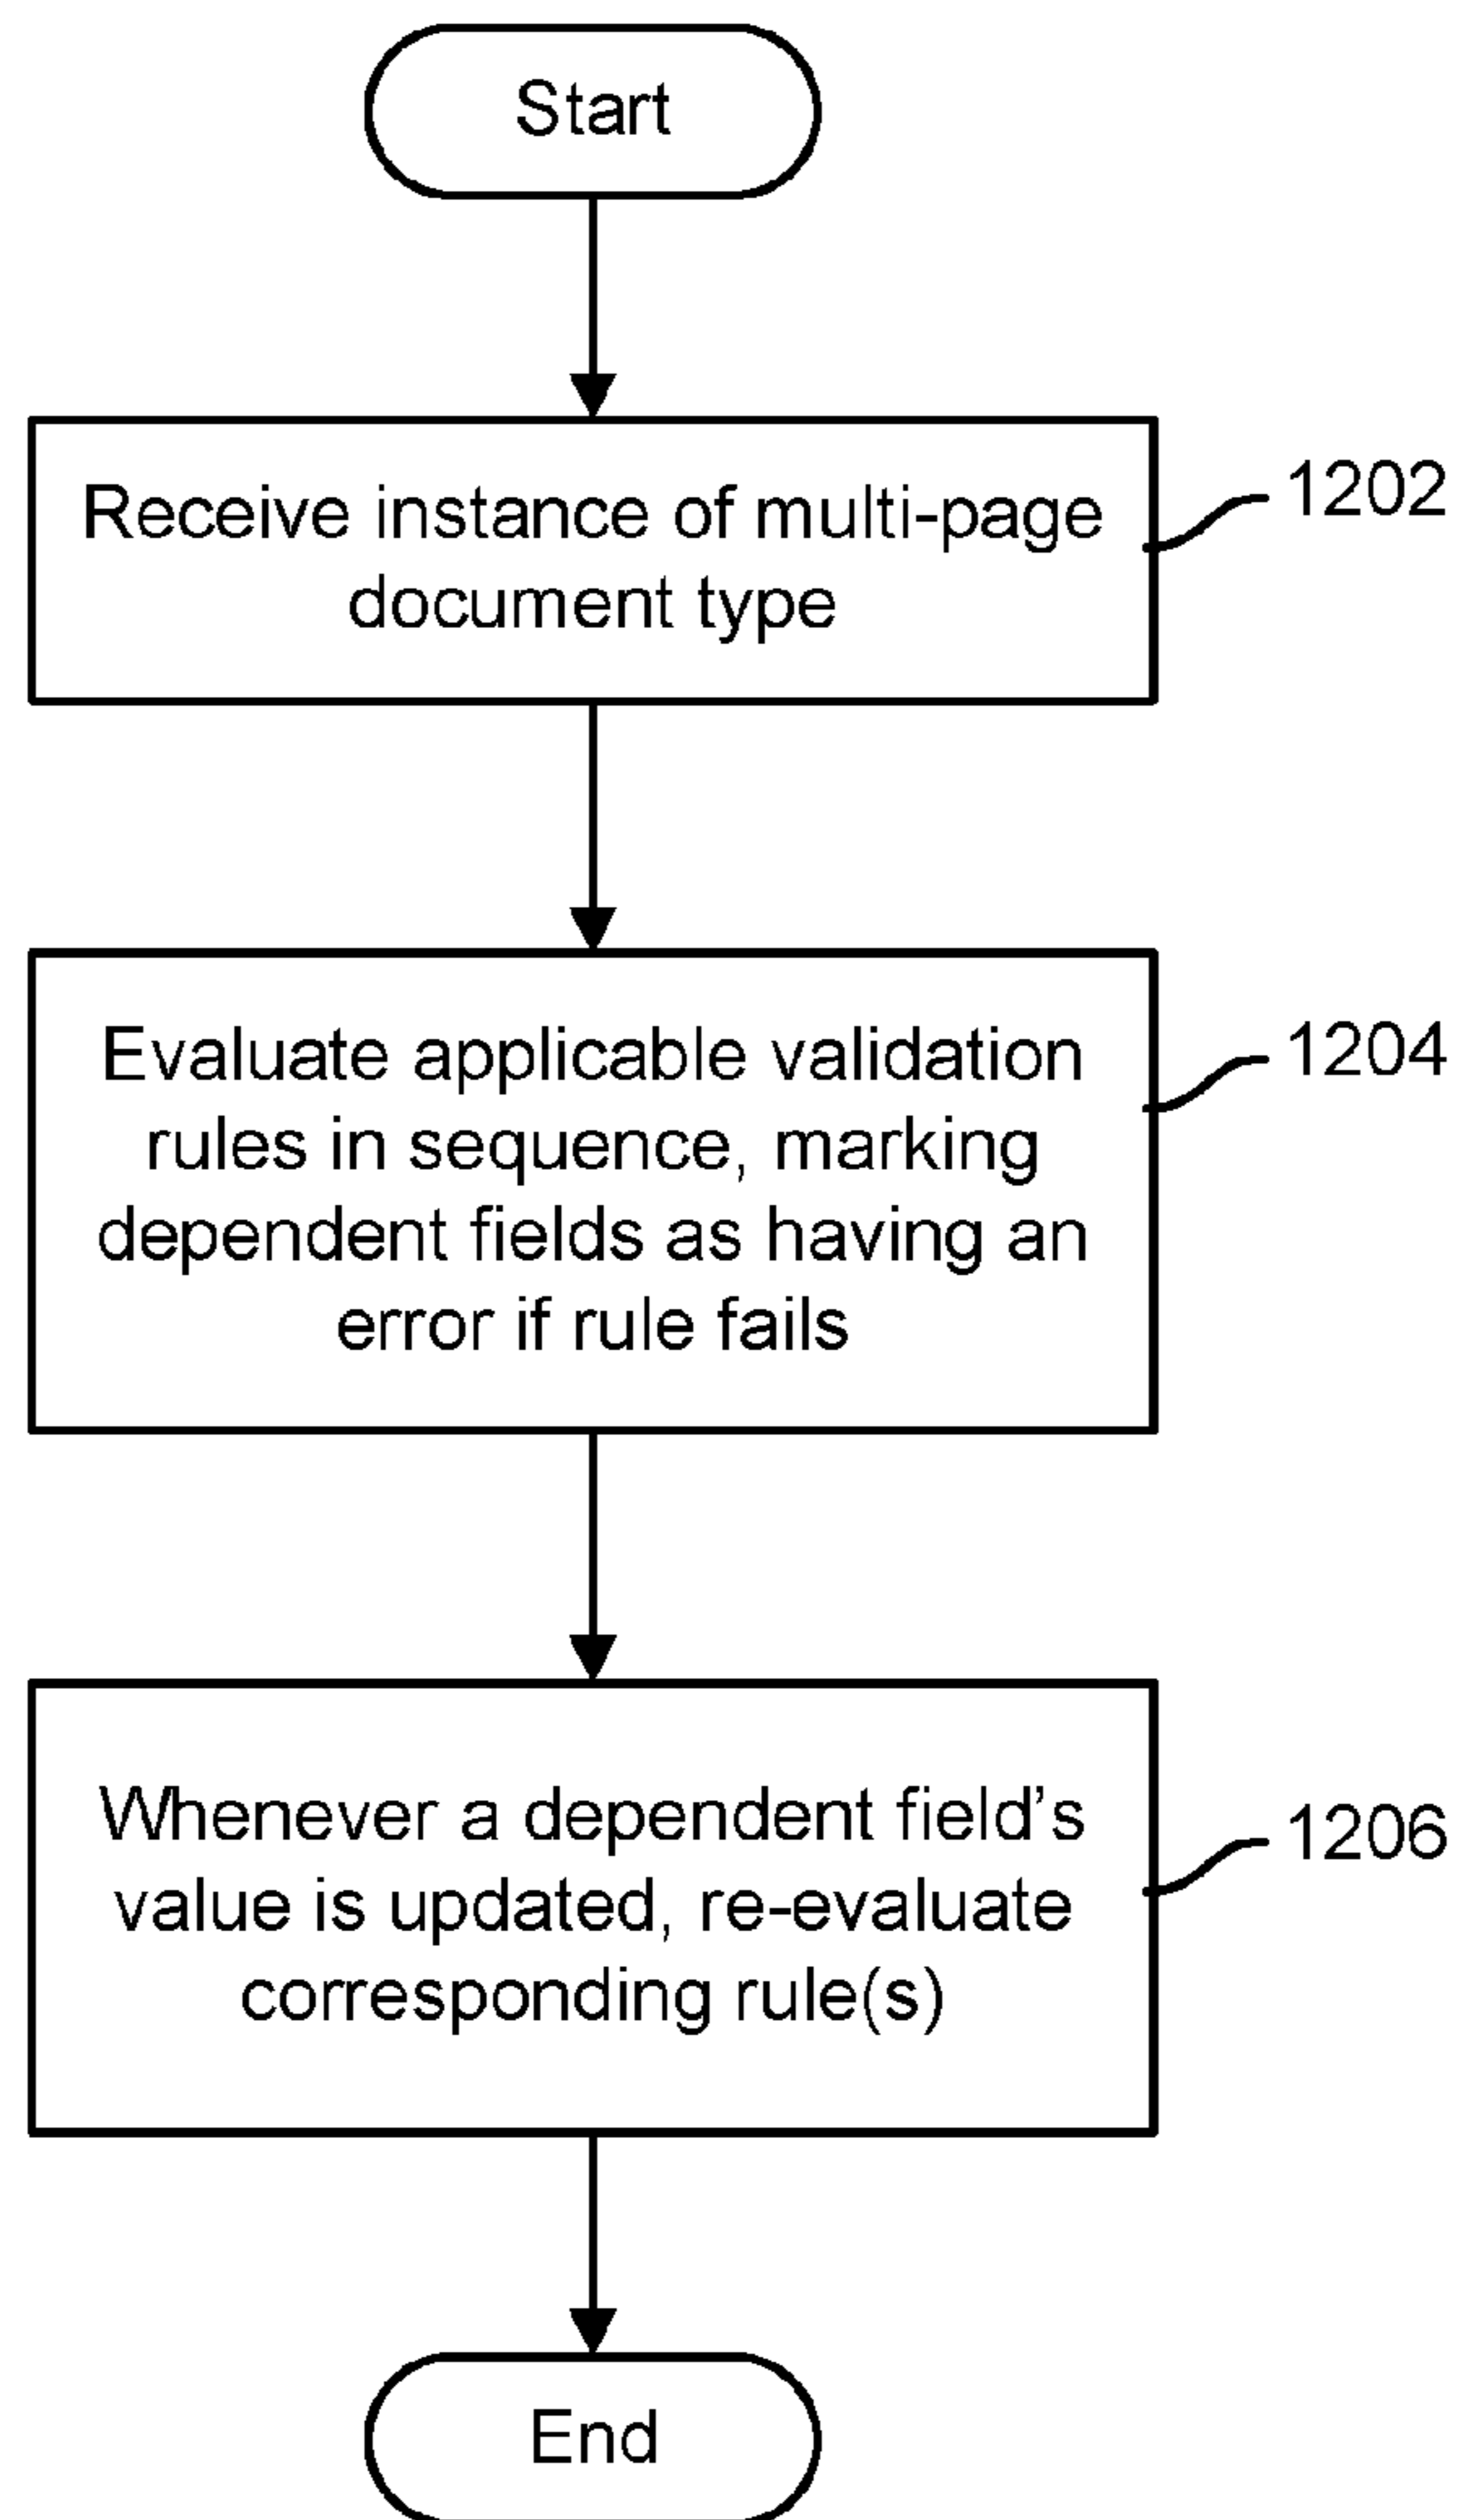 Start
Receive instance of multi-page
document type
1202
Evaluate applicable validation
rules in sequence, marking
dependent fields as having an
error if rule fails
1204
Whenever a dependent field's
value is updated, re-evaluate
corresponding rule(s)
1206
End